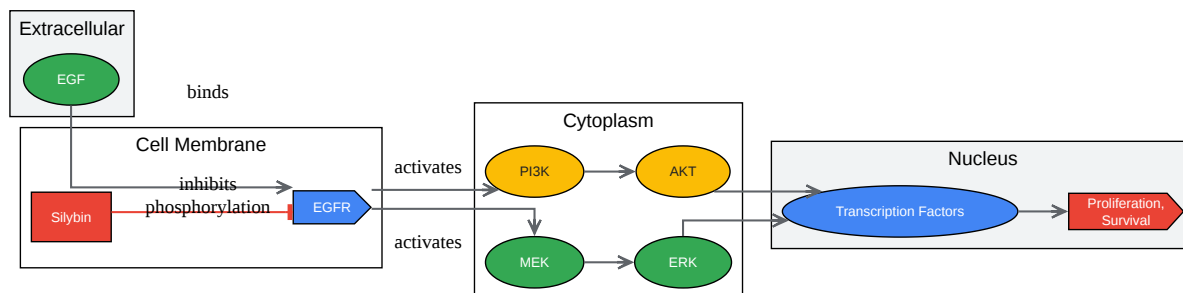 Extracellular
EGF
binds
Cell Membrane
inhibits
phosphorylation
Silybin
EGFR
activates
activates
Cytoplasm
PI3K
AKT
MEK
ERK
Nucleus
Transcription Factors
Proliferation,
Survival